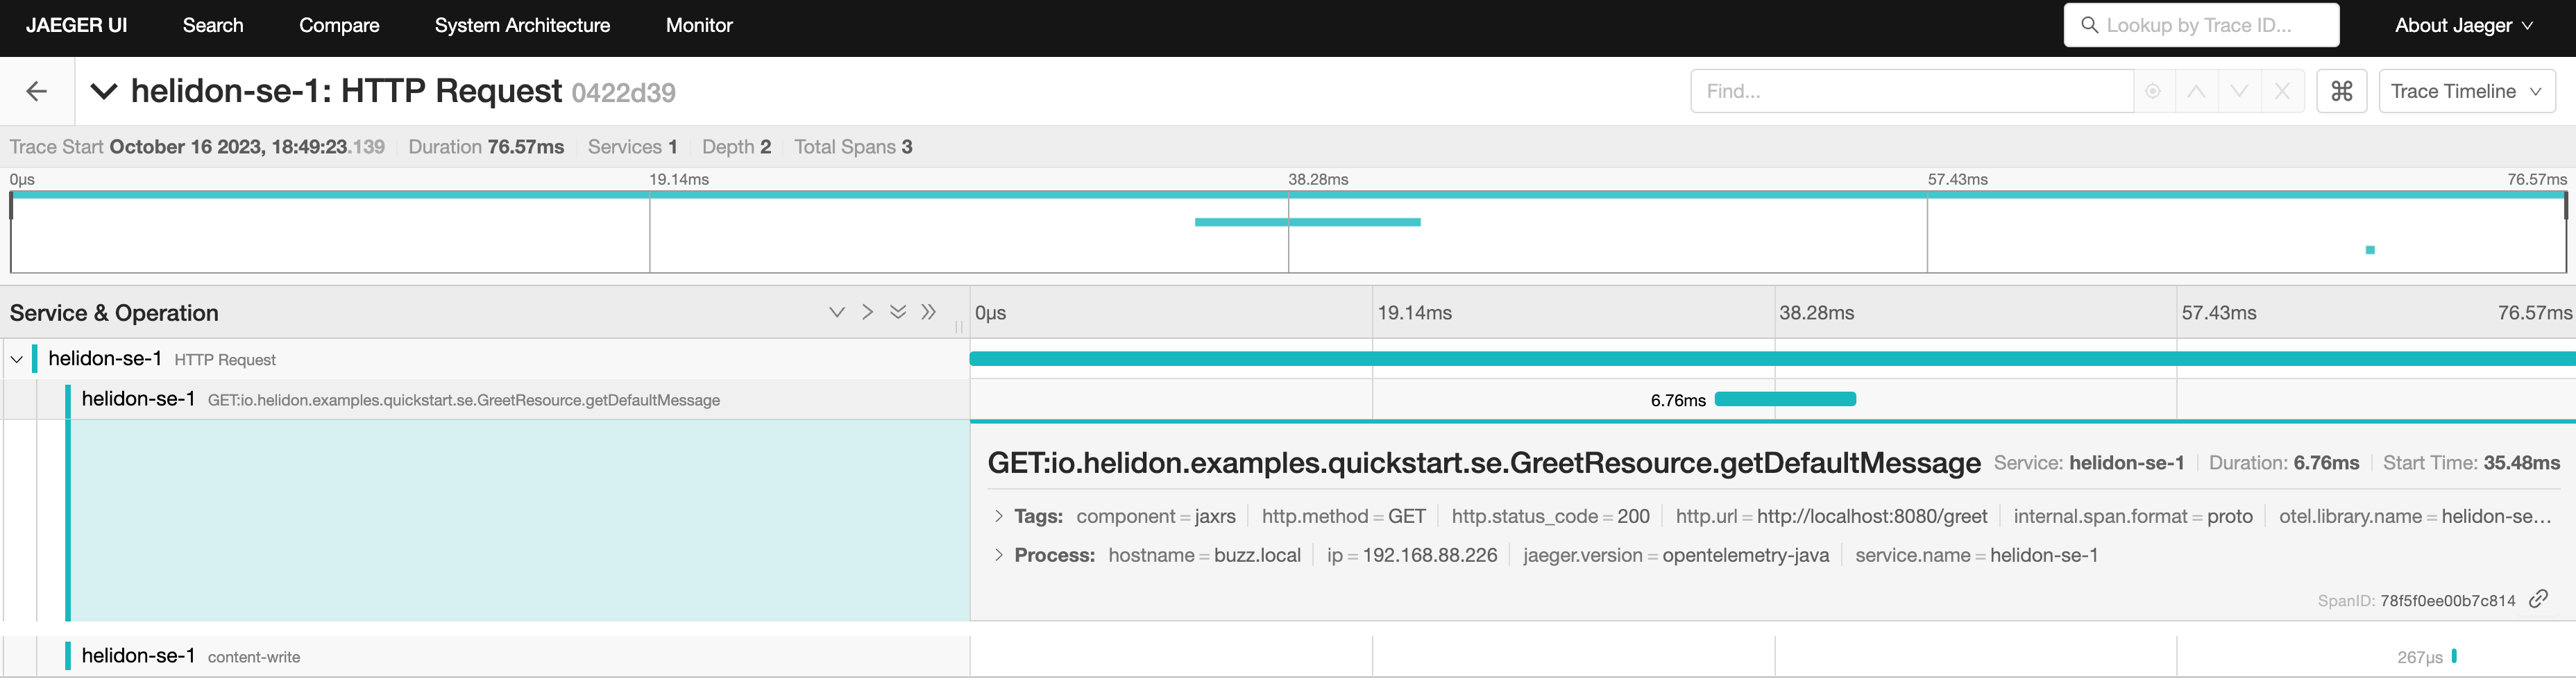 JAEGER UI Search Compare System Architecture Monitor Lookup by Trace ID... About Jaeger
helidon-se-1: HTTP Request 0422d39 Find... ⌘ Trace Timeline
Trace Start October 16 2023, 18:49:23.139 Duration 76.57ms Services 1 Depth 2 Total Spans 3
0μs 19.14ms 38.28ms 57.43ms 76.57ms
Service & Operation 0μs 19.14ms 38.28ms 57.43ms 76.57ms
helidon-se-1 HTTP Request
helidon-se-1 GET:io.helidon.examples.quickstart.se.GreetResource.getDefaultMessage 6.76ms
GET:io.helidon.examples.quickstart.se.GreetResource.getDefaultMessage Service: helidon-se-1 Duration: 6.76ms Start Time: 35.48ms
Tags: component = jaxrs http.method = GET http.status_code = 200 http.url = http://localhost:8080/greet internal.span.format = proto otel.library.name = helidon-se...
Process: hostname = buzz.local ip = 192.168.88.226 jaeger.version = opentelemetry-java service.name = helidon-se-1
SpanID: 78f5f0ee00b7c814
helidon-se-1 content-write 267μs